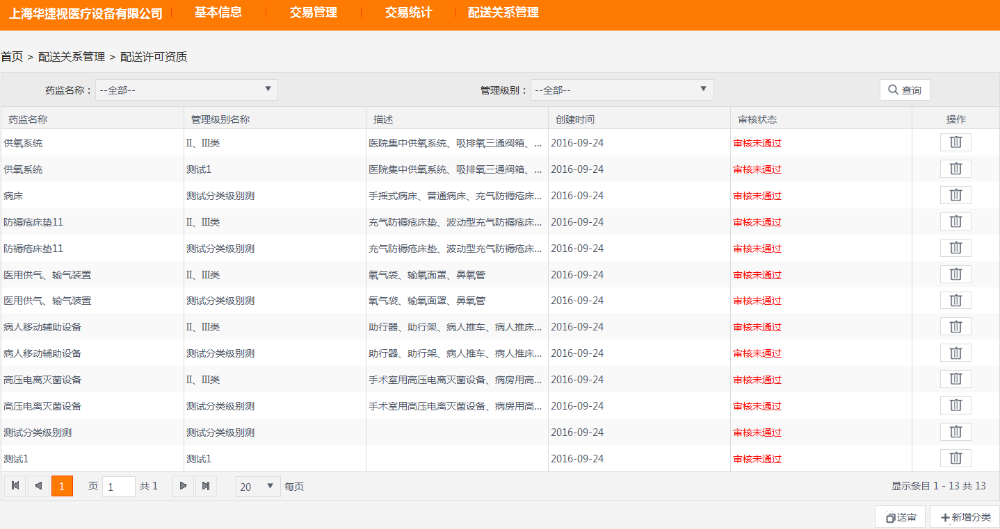 上海华捷视医疗设备有限公司 基本信息 交易管理 交易统计 配送关系管理
首页 > 配送关系管理 > 配送许可资质
药监名称： --全部-- 管理级别： --全部-- 查询
药监名称 管理级别名称 描述 创建时间 审核状态 操作
供氧系统 II、III类 医院集中供氧系统、吸排氧三通阀箱、... 2016-09-24 审核未通过
供氧系统 测试1 医院集中供氧系统、吸排氧三通阀箱、... 2016-09-24 审核未通过
病床 测试分类级别测 手摇式病床、普通病床、充气防褥疮床... 2016-09-24 审核未通过
防褥疮床垫11 II、III类 充气防褥疮床垫、波动型充气防褥疮床... 2016-09-24 审核未通过
防褥疮床垫11 测试分类级别测 充气防褥疮床垫、波动型充气防褥疮床... 2016-09-24 审核未通过
医用供气、输气装置 II、III类 氧气袋、输氧面罩、鼻氧管 2016-09-24 审核未通过
医用供气、输气装置 测试分类级别测 氧气袋、输氧面罩、鼻氧管 2016-09-24 审核未通过
病人移动辅助设备 II、III类 助行器、助行架、病人推车、病人推床... 2016-09-24 审核未通过
病人移动辅助设备 测试分类级别测 助行器、助行架、病人推车、病人推床... 2016-09-24 审核未通过
高压电离灭菌设备 II、III类 手术室用高压电离灭菌设备、病房用高... 2016-09-24 审核未通过
高压电离灭菌设备 测试分类级别测 手术室用高压电离灭菌设备、病房用高... 2016-09-24 审核未通过
测试分类级别测 测试分类级别测 2016-09-24 审核未通过
测试1 测试1 2016-09-24 审核未通过
1 页 1 共 1 20 每页 显示条目 1 - 13 共 13
送审 新增分类